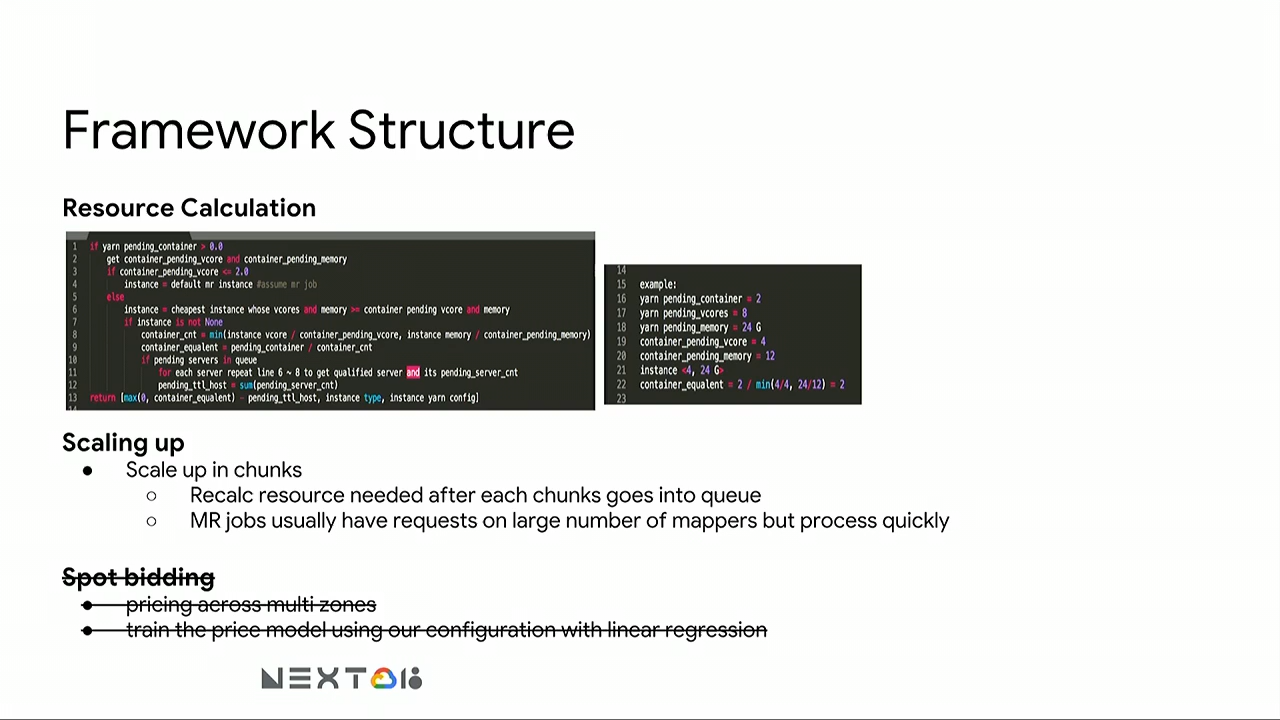 Framework Structure
Resource Calculation
1 if yarn pending_container > 0.0
2 get container_pending_vcore and container_pending_memory
3 if container_pending_vcore <= 2.0
4 instance = default mr instance #assume mr job
5 else
6 instance = cheapest instance whose vcores and memory >= container pending vcore and memory
7 if instance is not None
8 container_cnt = min(instance vcore / container_pending_vcore, instance memory / container_pending_memory)
9 container_equalent = pending_container / container_cnt
10 if pending servers in queue
11 for each server repeat line 6 ~ 8 to get qualified server and its pending_server_cnt
12 pending_ttl_host = sum(pending_server_cnt)
13 return [max(0, container_equalent) - pending_ttl_host, instance type, instance yarn config]
14
14
15 example:
16 yarn pending_container = 2
17 yarn pending_vcores = 8
18 yarn pending_memory = 24 G
19 container_pending_vcore = 4
20 container_pending_memory = 12
21 instance <4, 24 G>
22 container_equalent = 2 / min(4/4, 24/12) = 2
23
Scaling up
● Scale up in chunks
○ Recalc resource needed after each chunks goes into queue
○ MR jobs usually have requests on large number of mappers but process quickly
Spot bidding
● pricing across multi zones
● train the price model using our configuration with linear regression
NEXT 18